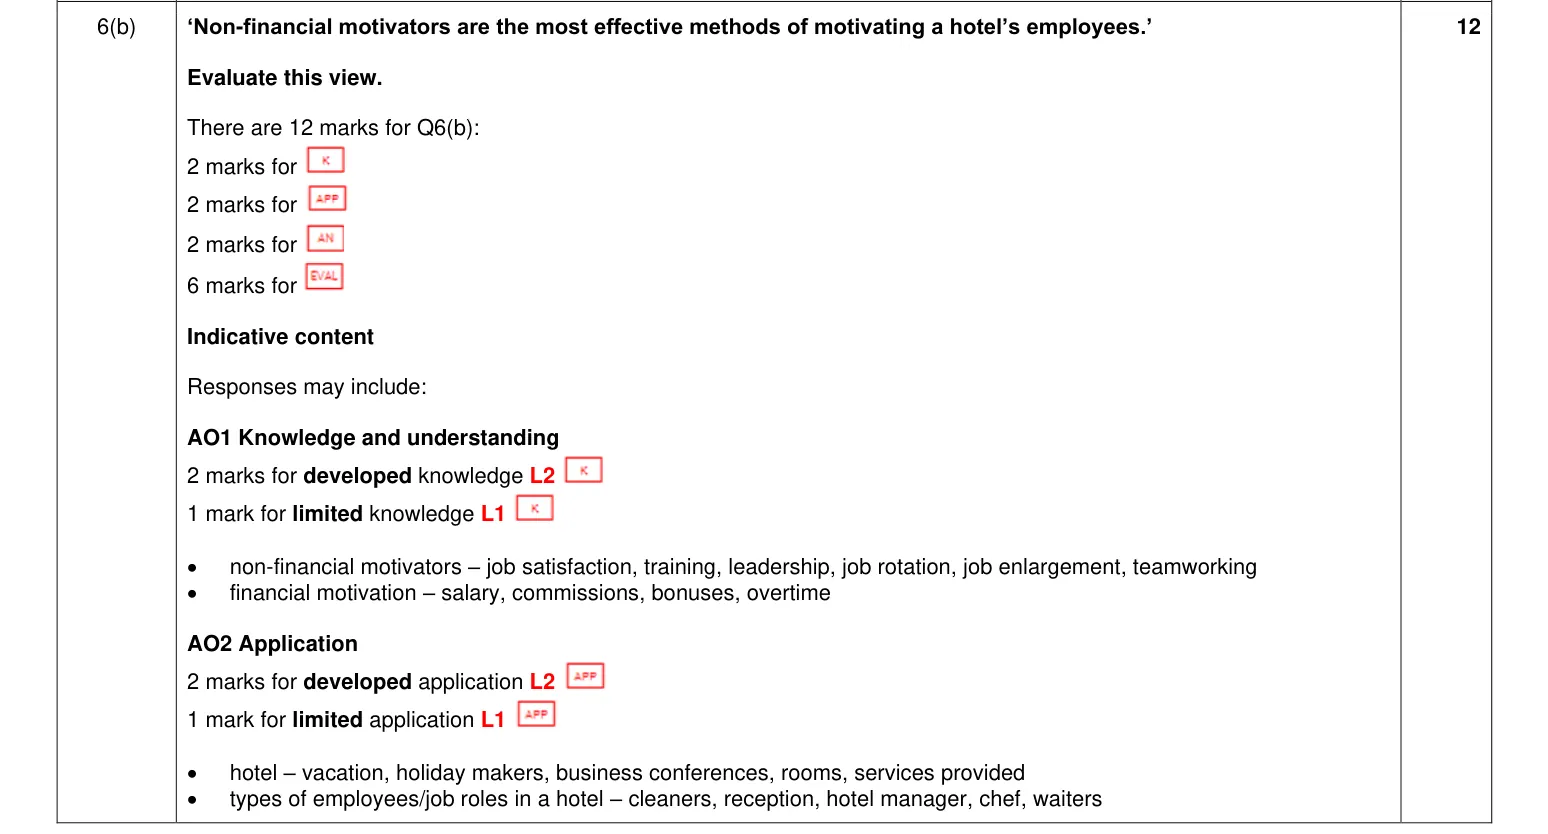 6(b) ‘Non-financial motivators are the most effective methods of motivating a hotel’s employees.’ 12
Evaluate this view.
There are 12 marks for Q6(b):
2 marks for K
2 marks for APP
2 marks for AN
6 marks for EVAL
Indicative content
Responses may include:
AO1 Knowledge and understanding
2 marks for developed knowledge L2 K
1 mark for limited knowledge L1 K
• non-financial motivators – job satisfaction, training, leadership, job rotation, job enlargement, teamworking
• financial motivation – salary, commissions, bonuses, overtime
AO2 Application
2 marks for developed application L2 APP
1 mark for limited application L1 APP
• hotel – vacation, holiday makers, business conferences, rooms, services provided
• types of employees/job roles in a hotel – cleaners, reception, hotel manager, chef, waiters